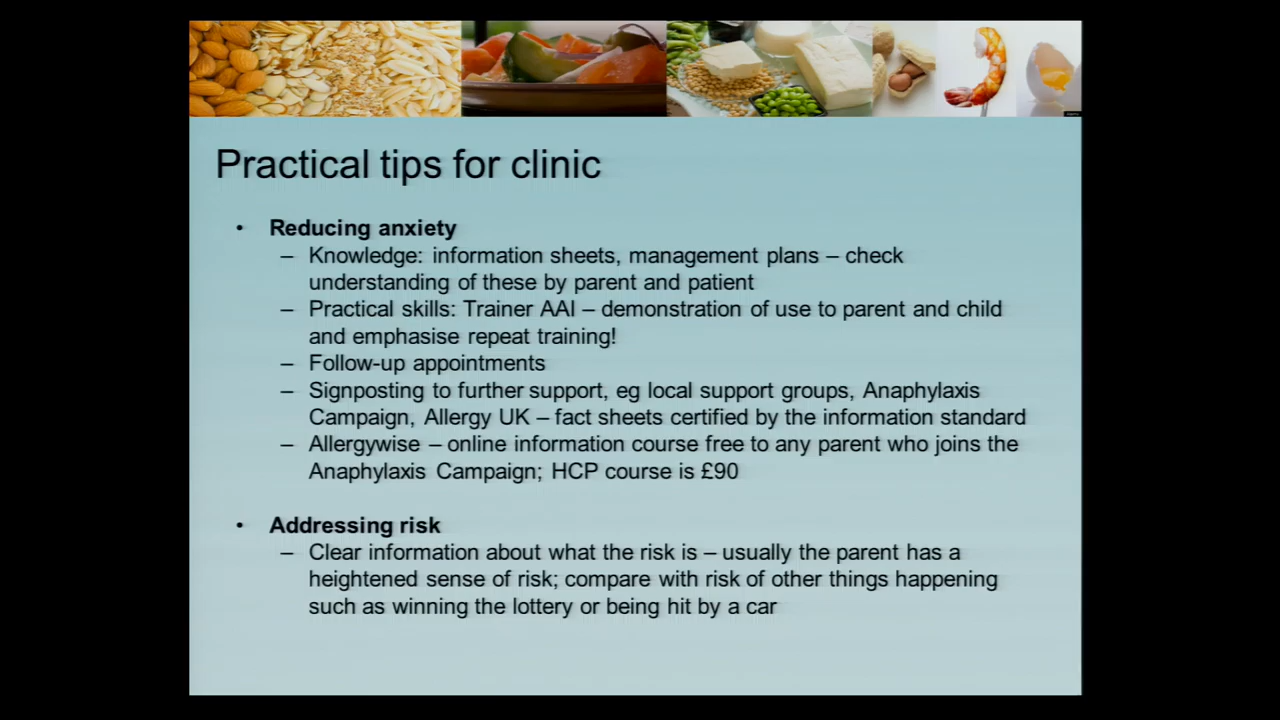 Practical tips for clinic
• Reducing anxiety
– Knowledge: information sheets, management plans – check
understanding of these by parent and patient
– Practical skills: Trainer AAI – demonstration of use to parent and child
and emphasise repeat training!
– Follow-up appointments
– Signposting to further support, eg local support groups, Anaphylaxis
Campaign, Allergy UK – fact sheets certified by the information standard
– Allergywise – online information course free to any parent who joins the
Anaphylaxis Campaign; HCP course is £90
• Addressing risk
– Clear information about what the risk is – usually the parent has a
heightened sense of risk; compare with risk of other things happening
such as winning the lottery or being hit by a car